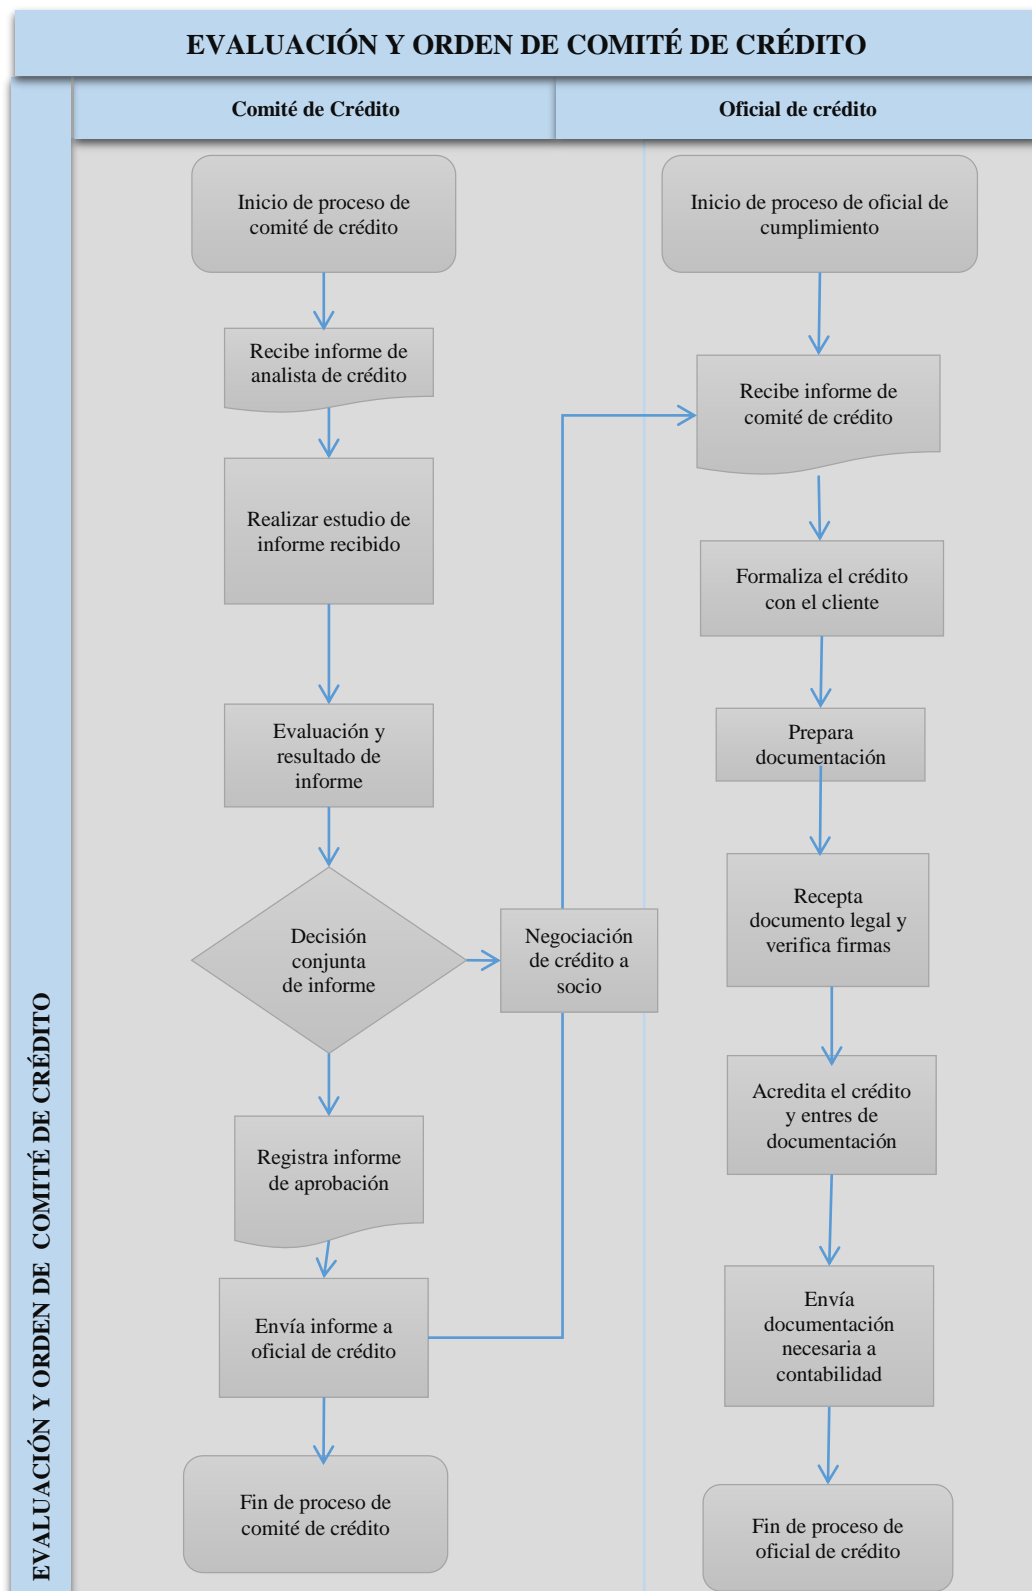 EVALUACIÓN Y ORDEN DE COMITÉ DE CRÉDITO
EVALUACIÓN Y ORDEN DE COMITÉ DE CRÉDITO
Comité de Crédito
Oficial de crédito
Inicio de proceso de
comité de crédito
Recibe informe de
analista de crédito
Realizar estudio de
informe recibido
Evaluación y
resultado de
informe
Decisión
conjunta
de informe
Negociación
de crédito a
socio
Registra informe
de aprobación
Envía informe a
oficial de crédito
Fin de proceso de
comité de crédito
Inicio de proceso de oficial de
cumplimiento
Recibe informe de
comité de crédito
Formaliza el crédito
con el cliente
Prepara
documentación
Recepta
documento legal y
verifica firmas
Acredita el crédito
y entres de
documentación
Envía
documentación
necesaria a
contabilidad
Fin de proceso de
oficial de crédito